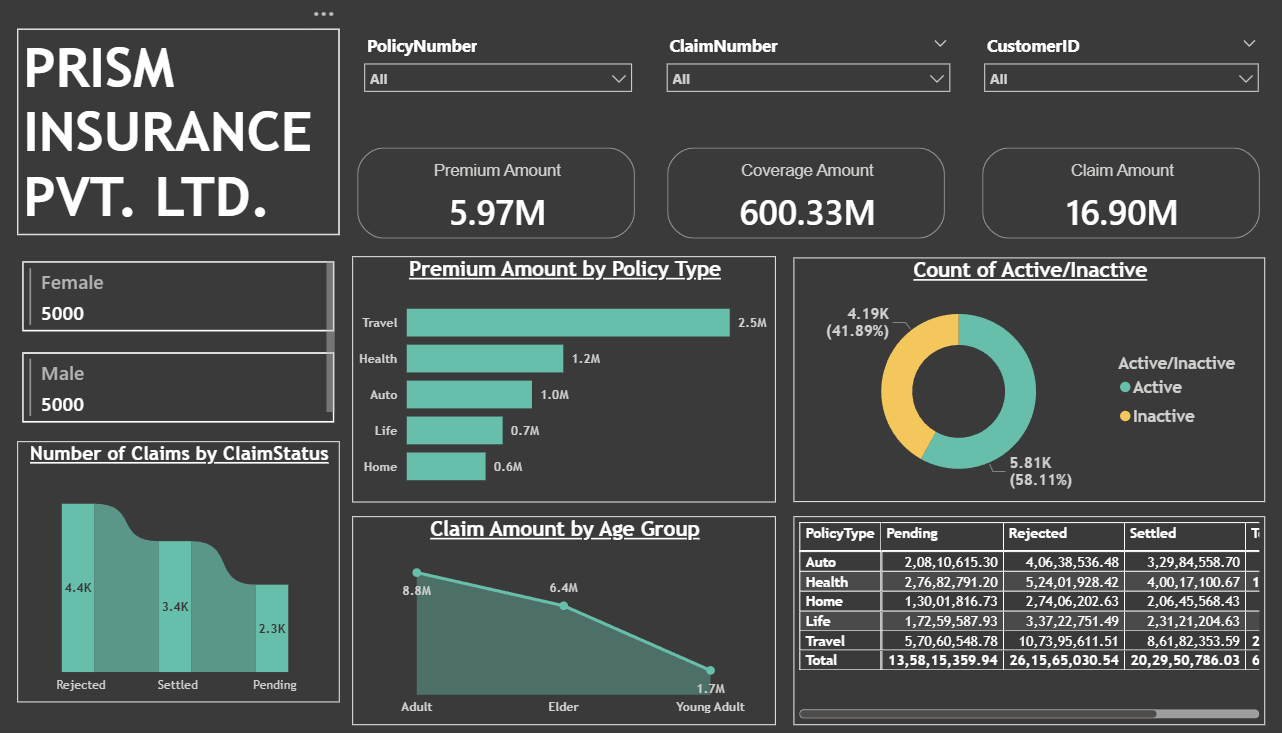 PRISM
INSURANCE
PVT. LTD.
PolicyNumber
All
ClaimNumber
All
CustomerID
All
Premium Amount
5.97M
Coverage Amount
600.33M
Claim Amount
16.90M
Female
5000
Male
5000
Premium Amount by Policy Type
Travel 2.5M
Health 1.2M
Auto 1.0M
Life 0.7M
Home 0.6M
Count of Active/Inactive
4.19K
(41.89%)
5.81K
(58.11%)
Active/Inactive
Active
Inactive
Number of Claims by ClaimStatus
4.4K
3.4K
2.3K
Rejected Settled Pending
Claim Amount by Age Group
8.8M
6.4M
1.7M
Adult Elder Young Adult
PolicyType Pending Rejected Settled
Auto 2,08,10,615.30 4,06,38,536.48 3,29,84,558.70
Health 2,76,82,791.20 5,24,01,928.42 4,00,17,100.67 1
Home 1,30,01,816.73 2,74,06,202.63 2,06,45,568.43
Life 1,72,59,587.93 3,37,22,751.49 2,31,21,204.63
Travel 5,70,60,548.78 10,73,95,611.51 8,61,82,353.59 2
Total 13,58,15,359.94 26,15,65,030.54 20,29,50,786.03 6